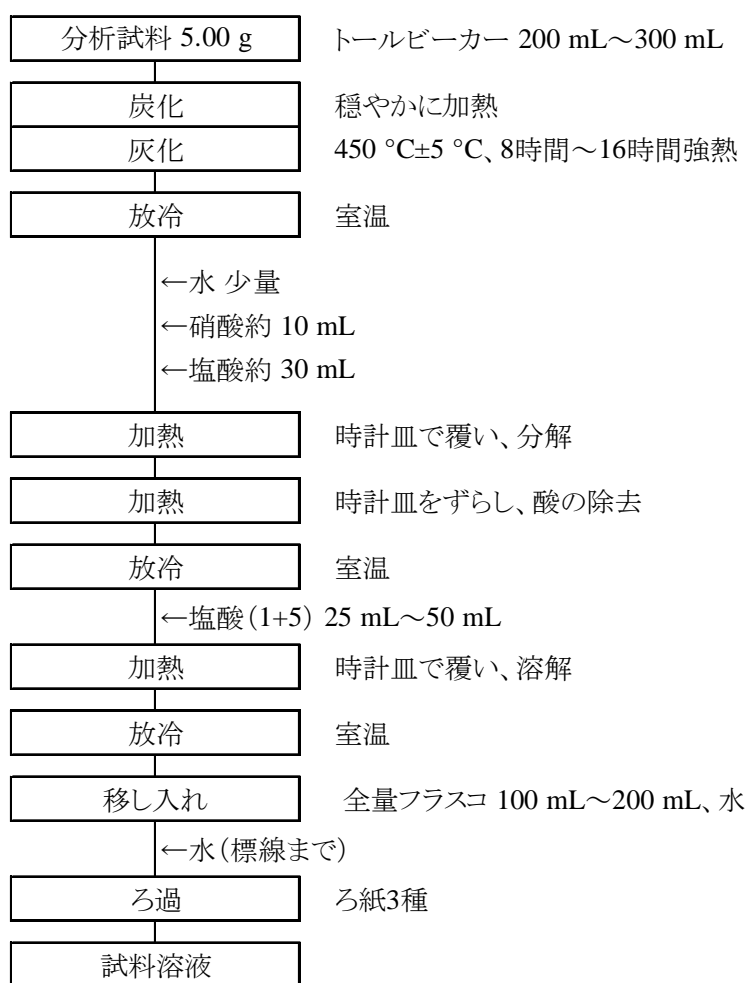 分析試料 5.00 g トールビーカー 200 mL～300 mL
炭化 穏やかに加熱
灰化 450 °C±5 °C、8時間～16時間強熱
放冷 室温
←水 少量
←硝酸約 10 mL
←塩酸約 30 mL
加熱 時計皿で覆い、分解
加熱 時計皿をずらし、酸の除去
放冷 室温
←塩酸（1+5） 25 mL～50 mL
加熱 時計皿で覆い、溶解
放冷 室温
移し入れ 全量フラスコ 100 mL～200 mL、水
←水（標線まで）
ろ過 ろ紙3種
試料溶液